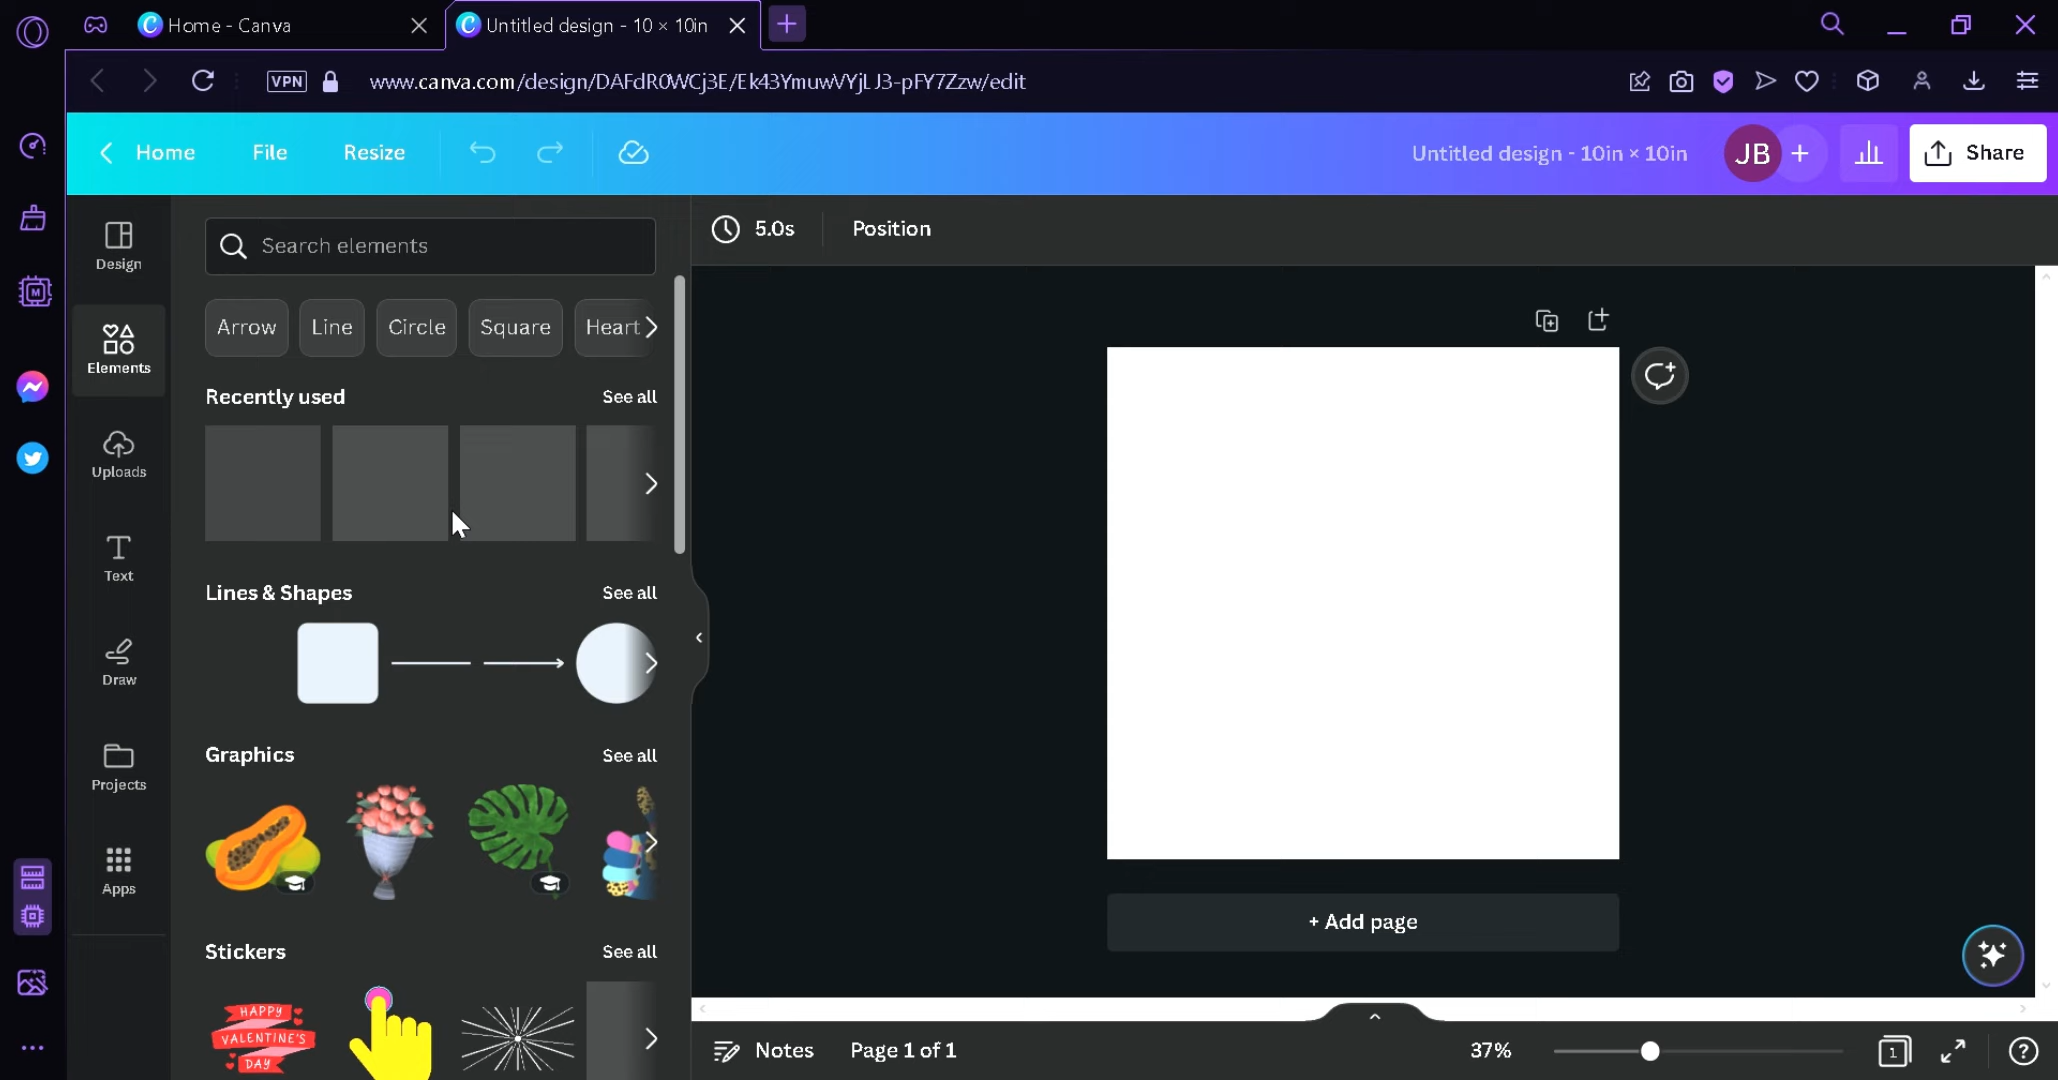 Home - Canva
Untitled design - 10 × 10in
VPN
www.canva.com/design/DAFdR0WCj3E/Ek43YmuwVYjLJ3-pFY7Zzw/edit
Home
File
Resize
Untitled design - 10in × 10in
JB
+
Share
Design
Elements
Uploads
Text
Draw
Projects
Apps
Search elements
Arrow
Line
Circle
Square
Heart
Recently used
See all
Lines & Shapes
See all
Graphics
See all
Stickers
See all
HAPPY
VALENTINE'S
DAY
5.0s
Position
+ Add page
Notes
Page 1 of 1
37%
1
M